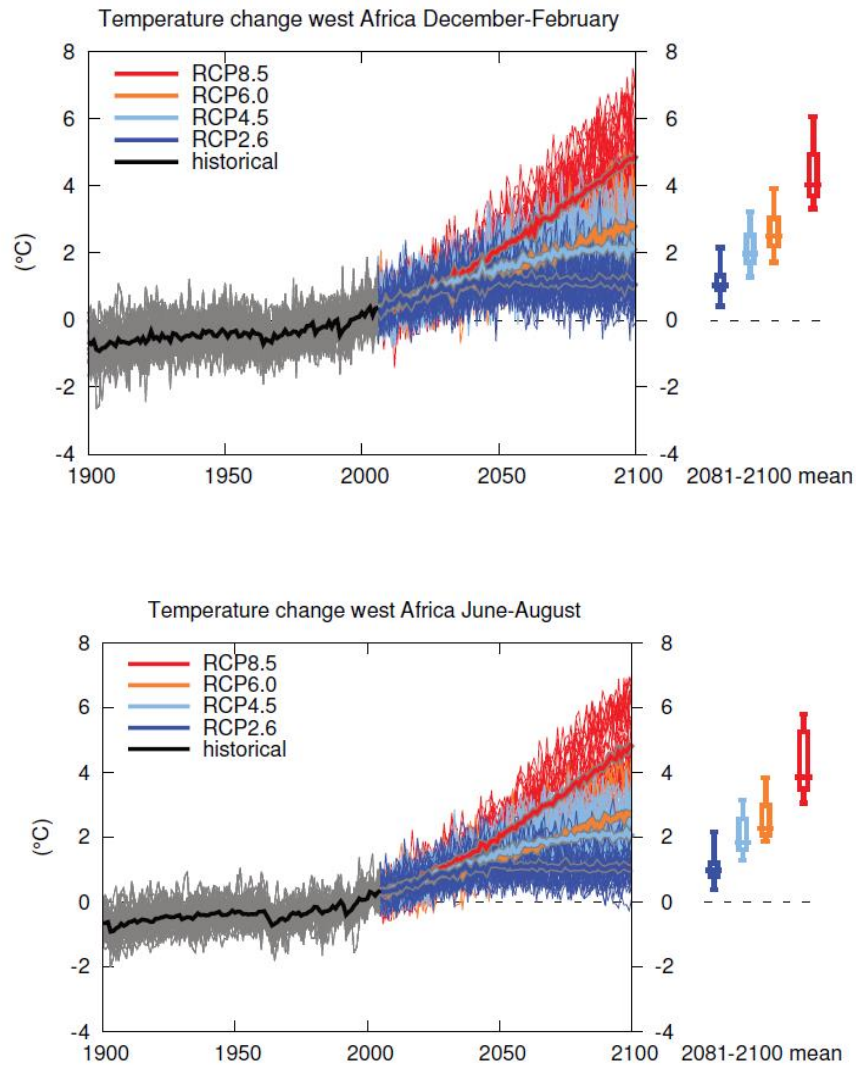 Temperature change west Africa December-February
8
6
4
2
0
-2
-4
(°C)
RCP8.5
RCP6.0
RCP4.5
RCP2.6
historical
8
6
4
2
0
-2
-4
1900 1950 2000 2050 2100 2081-2100 mean
Temperature change west Africa June-August
8
6
4
2
0
-2
-4
(°C)
RCP8.5
RCP6.0
RCP4.5
RCP2.6
historical
8
6
4
2
0
-2
-4
1900 1950 2000 2050 2100 2081-2100 mean